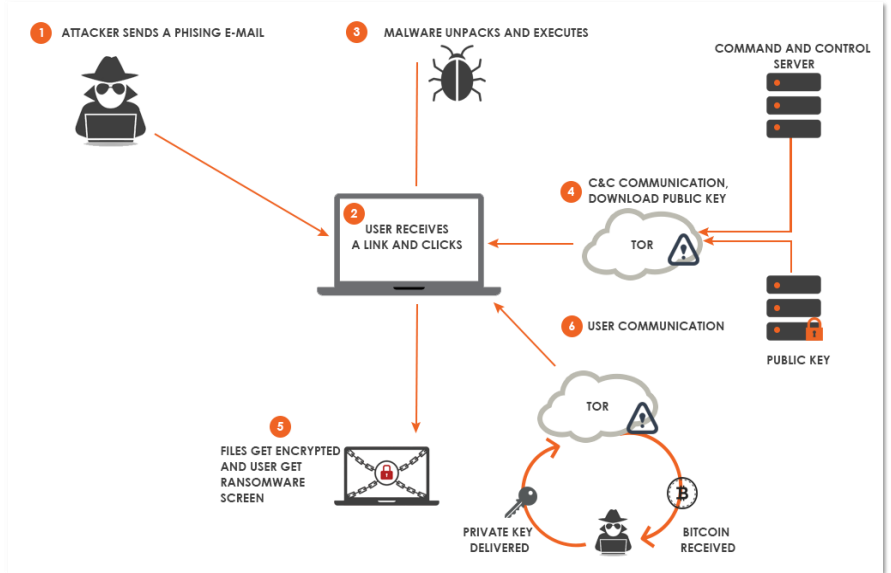 1 ATTACKER SENDS A PHISING E-MAIL
3 MALWARE UNPACKS AND EXECUTES
COMMAND AND CONTROL
SERVER
2
USER RECEIVES
A LINK AND CLICKS
4 C&C COMMUNICATION,
DOWNLOAD PUBLIC KEY
TOR
PUBLIC KEY
6 USER COMMUNICATION
TOR
5
FILES GET ENCRYPTED
AND USER GET
RANSOMWARE
SCREEN
PRIVATE KEY
DELIVERED
BITCOIN
RECEIVED